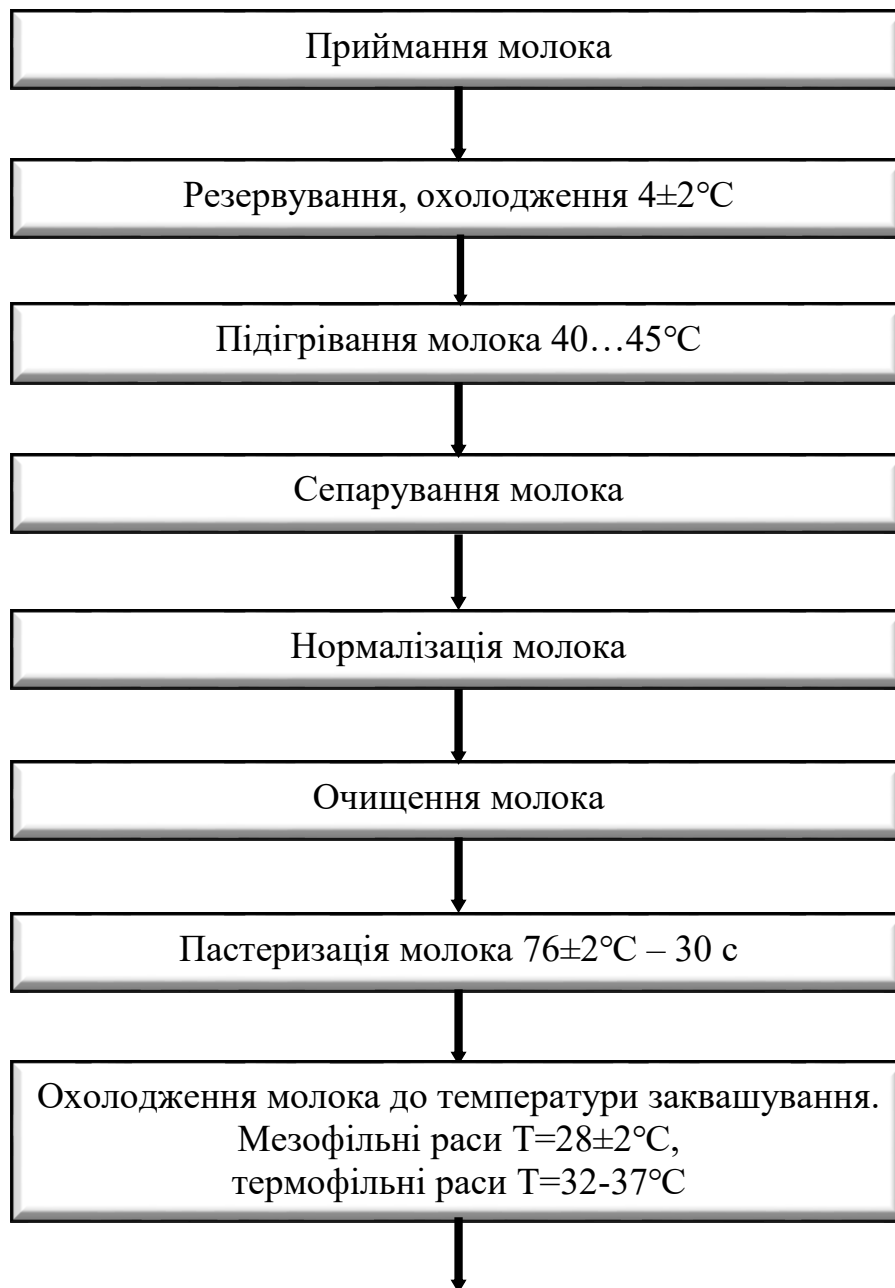 Приймання молока
Резервування, охолодження 4±2°С
Підігрівання молока 40…45°С
Сепарування молока
Нормалізація молока
Очищення молока
Пастеризація молока 76±2°С – 30 с
Охолодження молока до температури заквашування.
Мезофільні раси Т=28±2°С,
термофільні раси Т=32-37°С